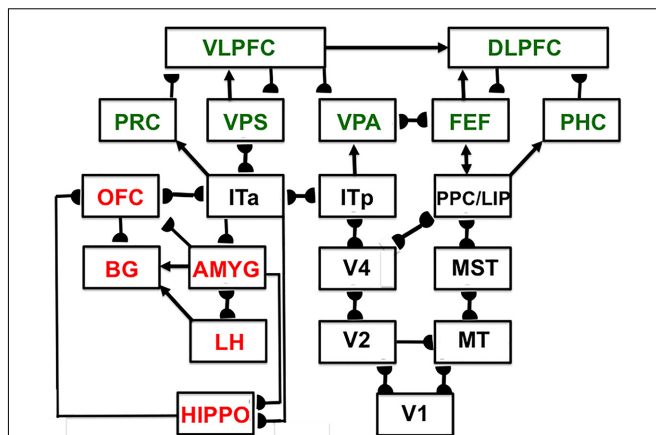 VLPFC DLPFC
PRC VPS VPA FEF PHC
OFC ITa ITp PPC/LIP
BG AMYG V4 MST
LH V2 MT
HIPPO V1